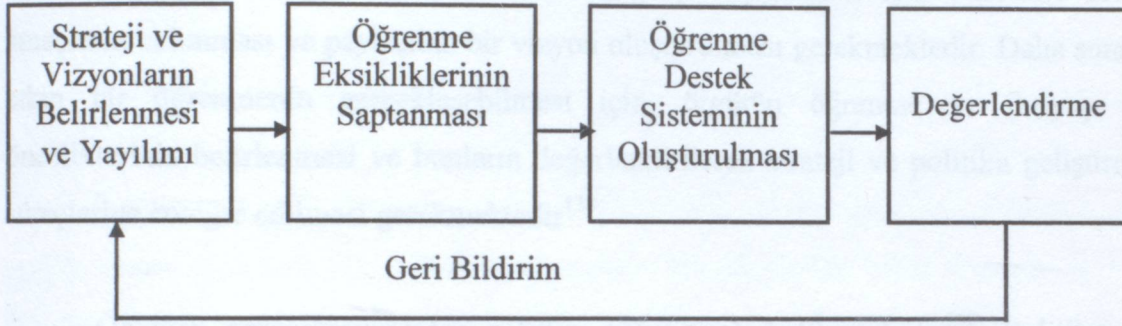 Strateji ve
Vizyonların
Belirlenmesi
ve Yayılımı
Öğrenme
Eksikliklerinin
Saptanması
Öğrenme
Destek
Sisteminin
Oluşturulması
Değerlendirme
Geri Bildirim